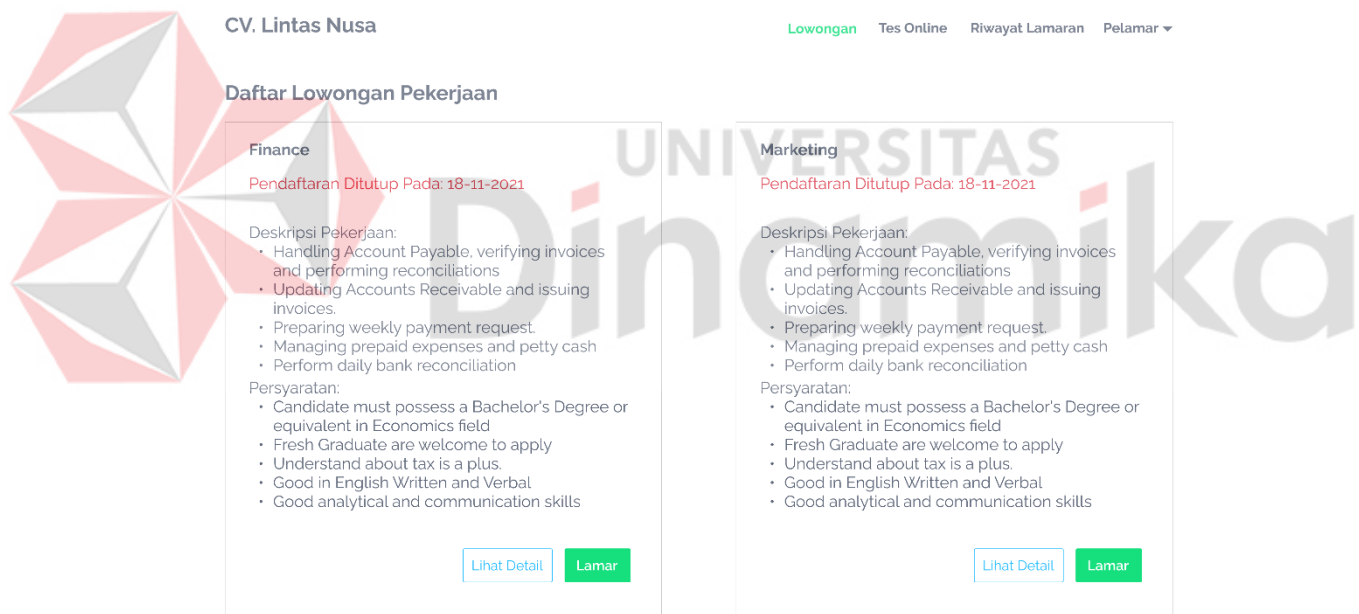 CV. Lintas Nusa
Lowongan Tes Online Riwayat Lamaran Pelamar
Daftar Lowongan Pekerjaan
UNIVERSITAS
Dinamika
Finance
Pendaftaran Ditutup Pada: 18-11-2021
Deskripsi Pekerjaan:
• Handling Account Payable, verifying invoices
and performing reconciliations
• Updating Accounts Receivable and issuing
invoices.
• Preparing weekly payment request.
• Managing prepaid expenses and petty cash
• Perform daily bank reconciliation
Persyaratan:
• Candidate must possess a Bachelor's Degree or
equivalent in Economics field
• Fresh Graduate are welcome to apply
• Understand about tax is a plus.
• Good in English Written and Verbal
• Good analytical and communication skills
Lihat Detail Lamar
Marketing
Pendaftaran Ditutup Pada: 18-11-2021
Deskripsi Pekerjaan:
• Handling Account Payable, verifying invoices
and performing reconciliations
• Updating Accounts Receivable and issuing
invoices.
• Preparing weekly payment request.
• Managing prepaid expenses and petty cash
• Perform daily bank reconciliation
Persyaratan:
• Candidate must possess a Bachelor's Degree or
equivalent in Economics field
• Fresh Graduate are welcome to apply
• Understand about tax is a plus.
• Good in English Written and Verbal
• Good analytical and communication skills
Lihat Detail Lamar